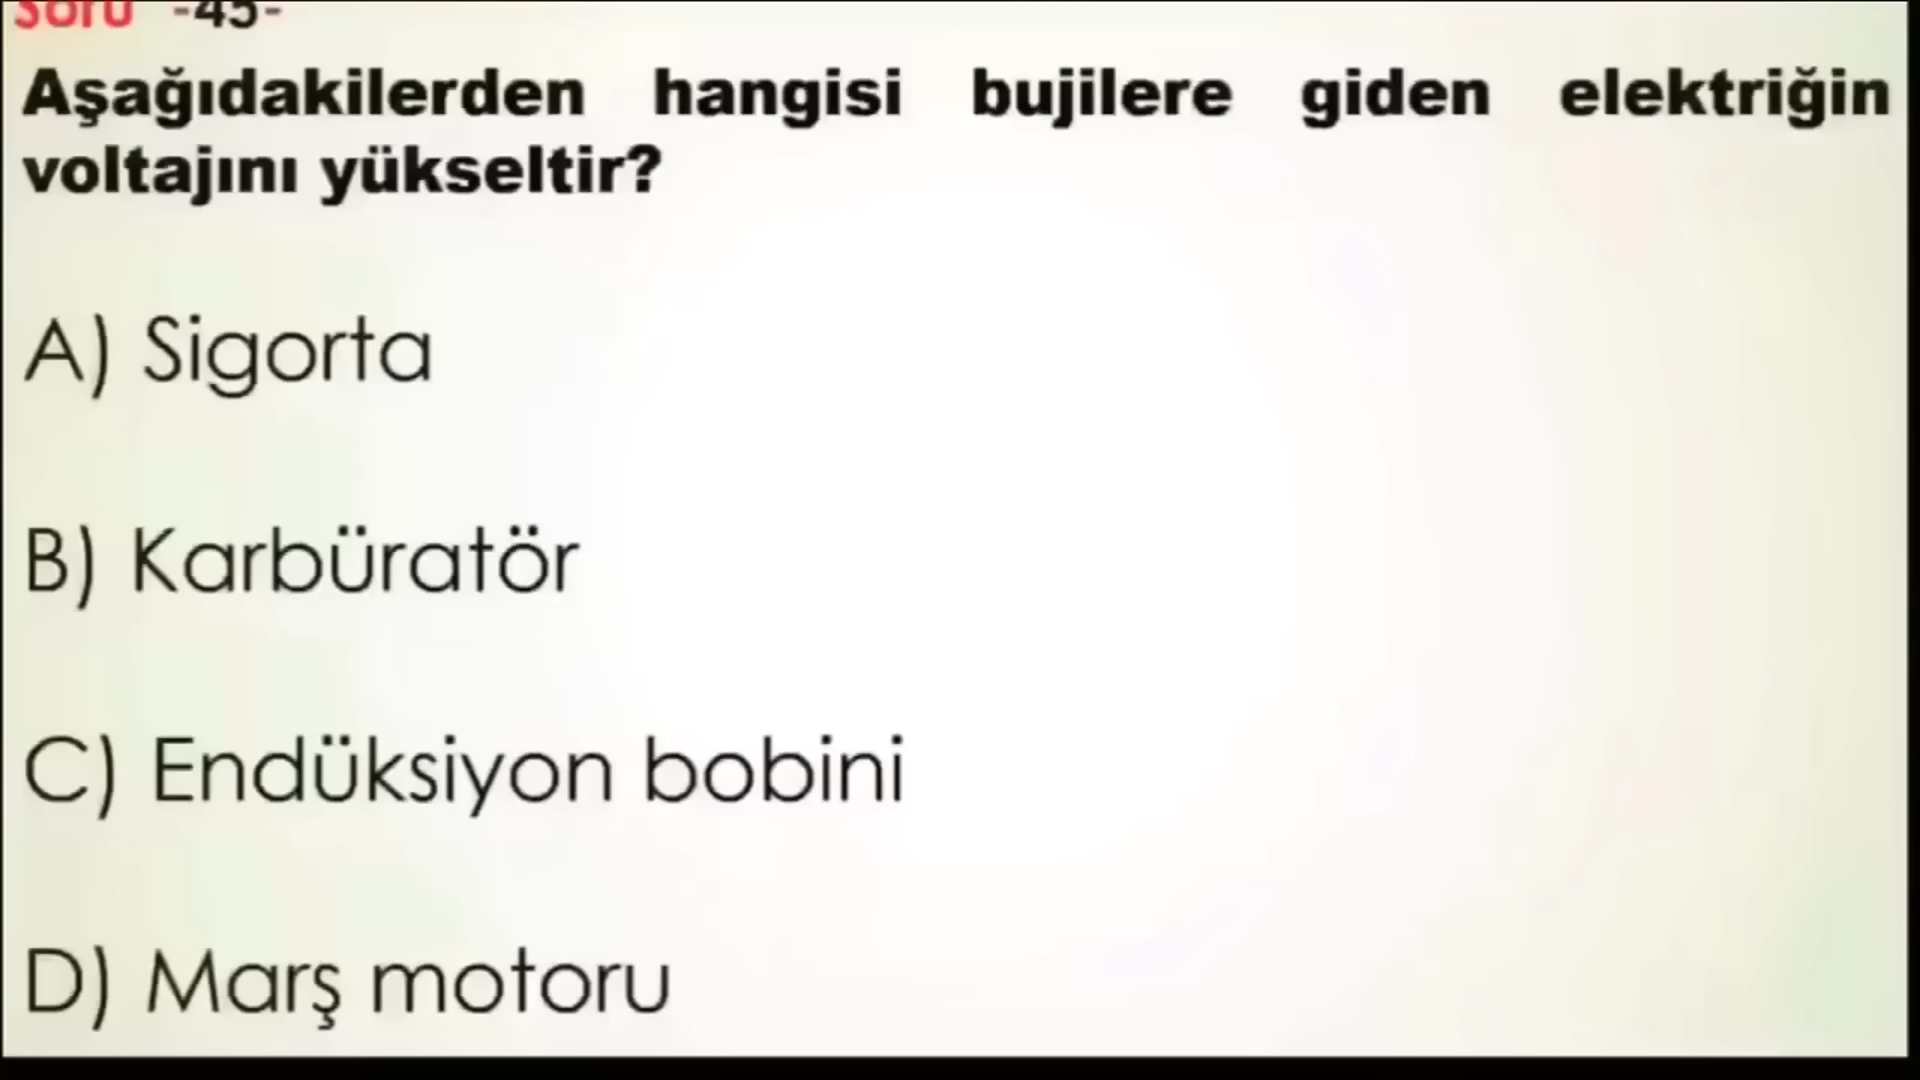 Soru -45-
Aşağıdakilerden hangisi bujilere giden elektriğin
voltajını yükseltir?
A) Sigorta
B) Karbüratör
C) Endüksiyon bobini
D) Marş motoru